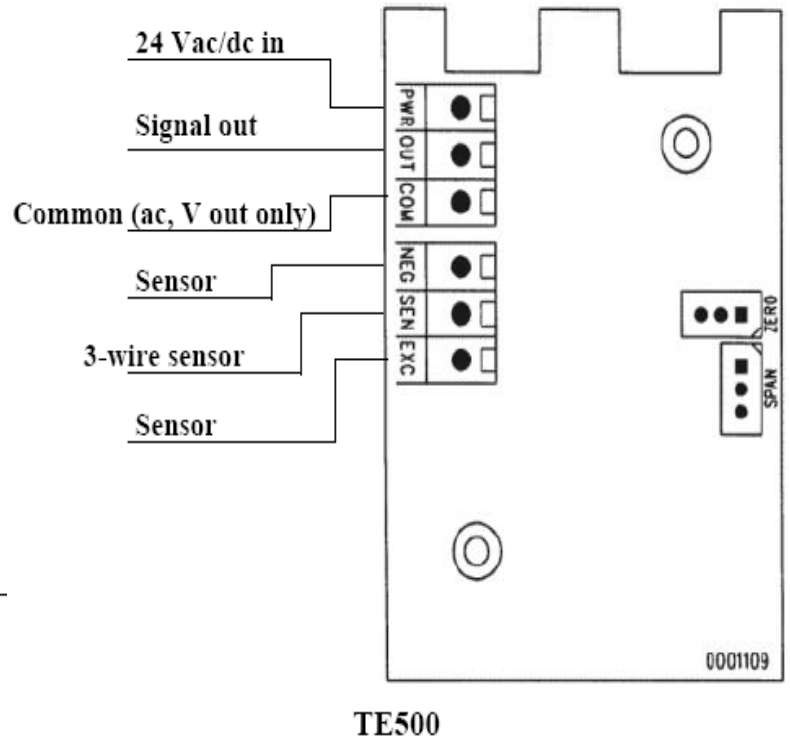 24 Vac/dc in
Signal out
Common (ac, V out only)
Sensor
3-wire sensor
Sensor
PWR
OUT
COM
NEG
SEN
EXC
ZERO
SPAN
0001109
TE500